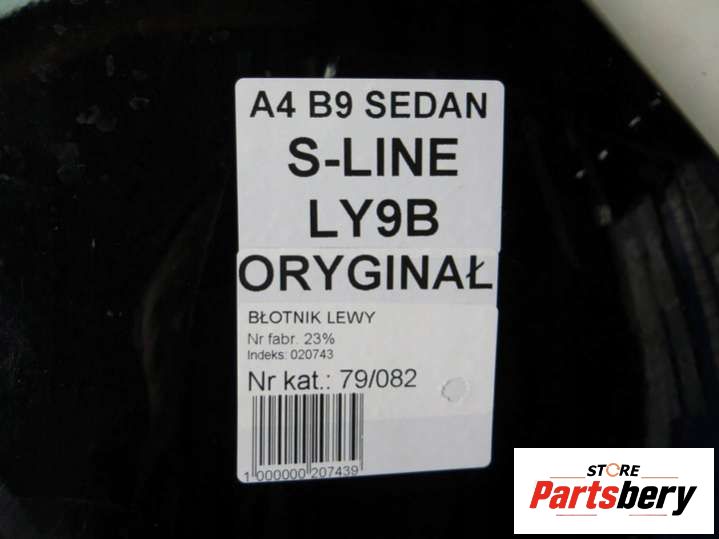 A4 B9 SEDAN
S-LINE
LY9B
ORYGINAŁ
BŁOTNIK LEWY
Nr fabr. 23%
Indeks: 020743
Nr kat.: 79/082
1 000000 207439
STORE
Partsbery